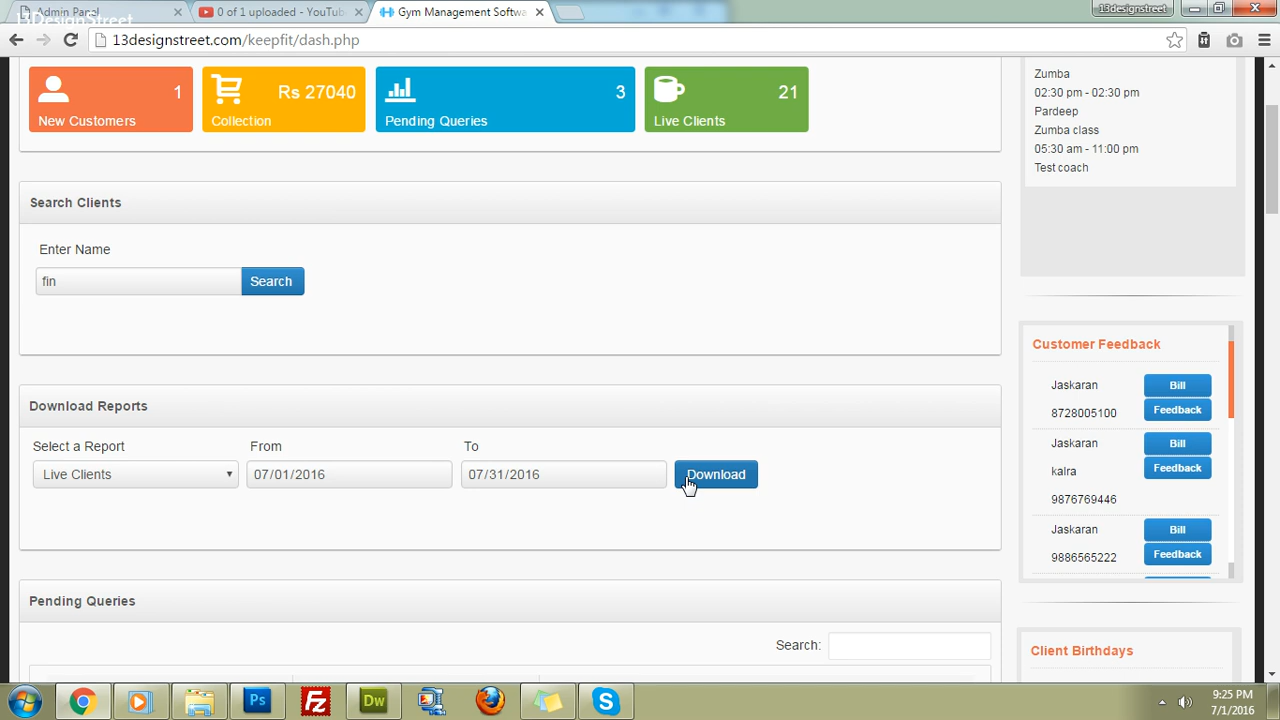 Admin Panel
13DesignStreet
0 of 1 uploaded - YouTub
Gym Management Softwa
13designstreet
13designstreet.com/keepfit/dash.php
1
New Customers
Rs 27040
Collection
3
Pending Queries
21
Live Clients
Zumba
02:30 pm - 02:30 pm
Pardeep
Zumba class
05:30 am - 11:00 pm
Test coach
Search Clients
Enter Name
fin
Search
Download Reports
Select a Report
From
To
Live Clients
07/01/2016
07/31/2016
Download
Customer Feedback
Jaskaran
Bill
8728005100
Feedback
Jaskaran
Bill
kalra
Feedback
9876769446
Jaskaran
Bill
9886565222
Feedback
Pending Queries
Search:
Client Birthdays
Ps
Fz
Dw
S
9:25 PM
7/1/2016